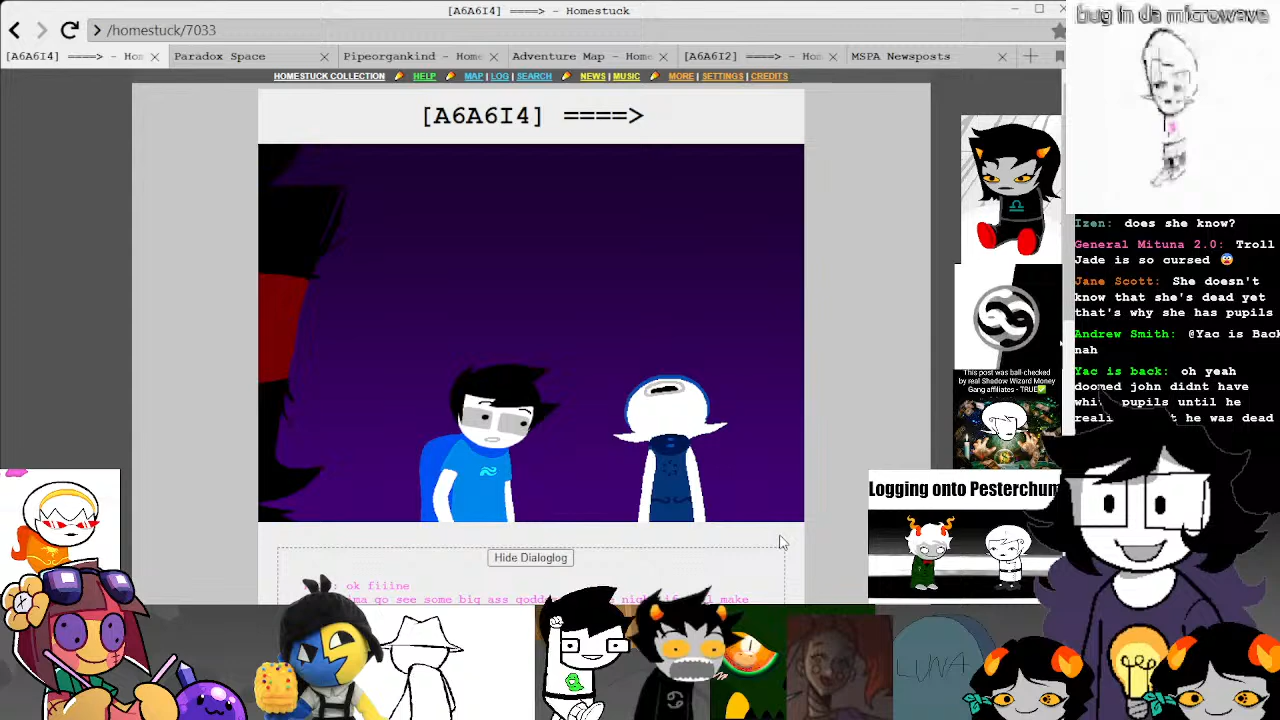 [A6A6I4] ====> - Homestuck
/homestuck/7033
[A6A6I4] ====> - Hom
Paradox Space
Pipeorgankind - Home
Adventure Map - Home
[A6A6I2] ====> - Hom
MSPA Newsposts
HOMESTUCK COLLECTION HELP MAP | LOG | SEARCH NEWS | MUSIC MORE | SETTINGS | CREDITS
[A6A6I4] ====>
Hide Dialoglog
ok fiiine
bug in da microwave
Izen: does she know?
General Mituna 2.0: Troll
Jade is so cursed 😨
Jane Scott: She doesn't
know that she's dead yet
that's why she has pupils
Andrew Smith: @Yac is Back
nah
Yac is back: oh yeah
doomed john didnt have
pupils until he
he was dead
This post was ball-checked
by real Shadow Wizard Money
Gang affiliates - TRUE✅
Logging onto Pesterchum
LUNA